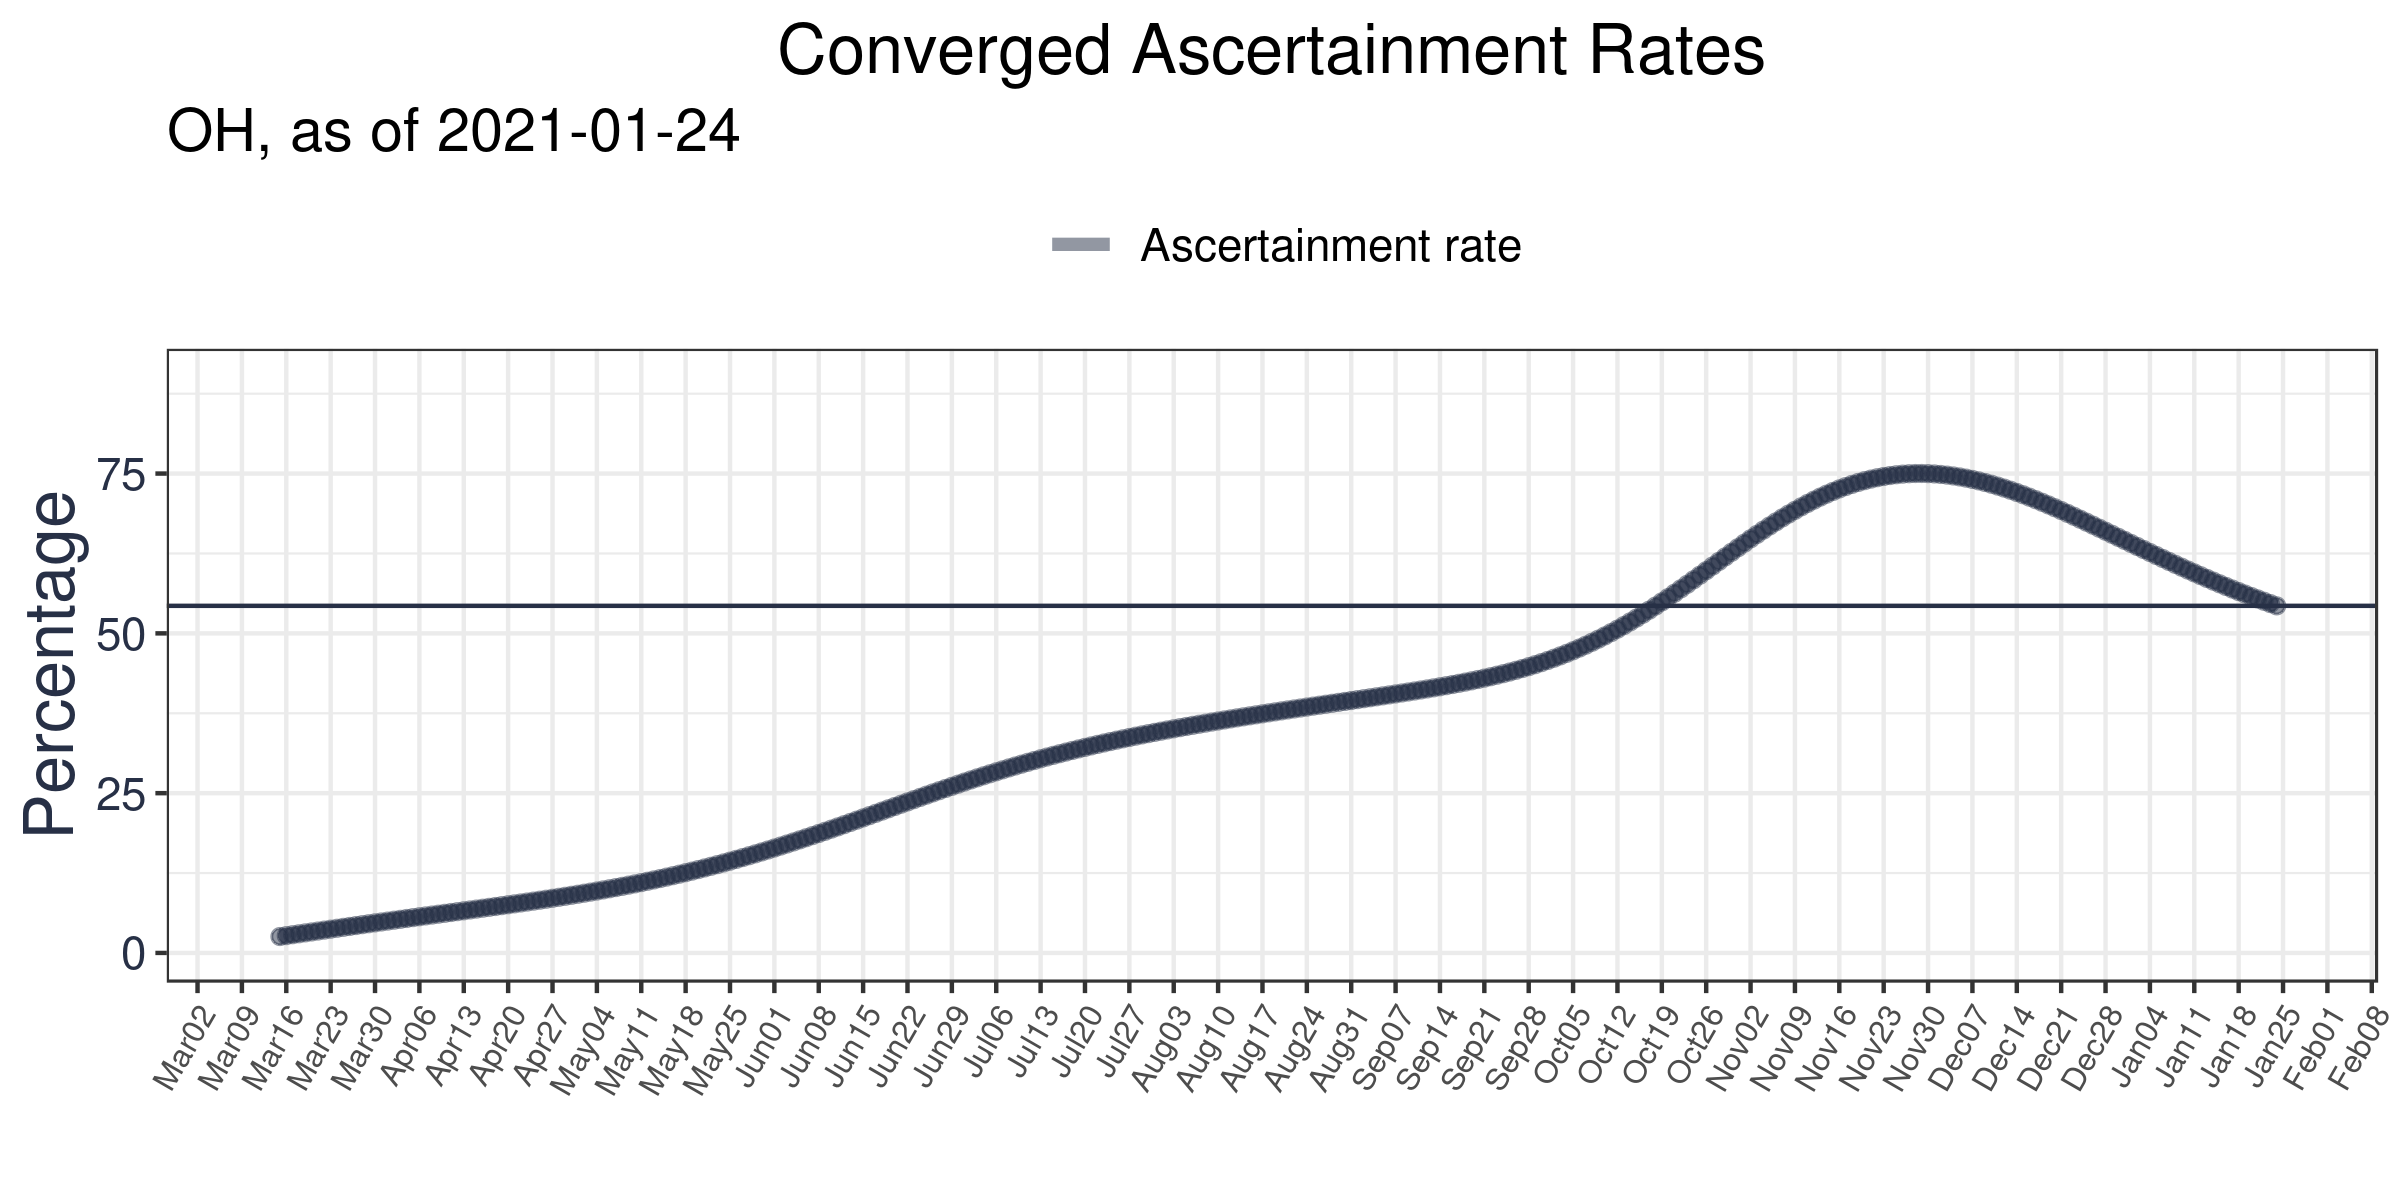 Converged Ascertainment Rates
OH, as of 2021-01-24
Ascertainment rate
Percentage
75
50
25
0
Mar02 Mar09 Mar16 Mar23 Mar30 Apr06 Apr13 Apr20 Apr27 May04 May11 May18 May25 Jun01 Jun08 Jun15 Jun22 Jun29 Jul06 Jul13 Jul20 Jul27 Aug03 Aug10 Aug17 Aug24 Aug31 Sep07 Sep14 Sep21 Sep28 Oct05 Oct12 Oct19 Oct26 Nov02 Nov09 Nov16 Nov23 Nov30 Dec07 Dec14 Dec21 Dec28 Jan04 Jan11 Jan18 Jan25 Feb01 Feb08